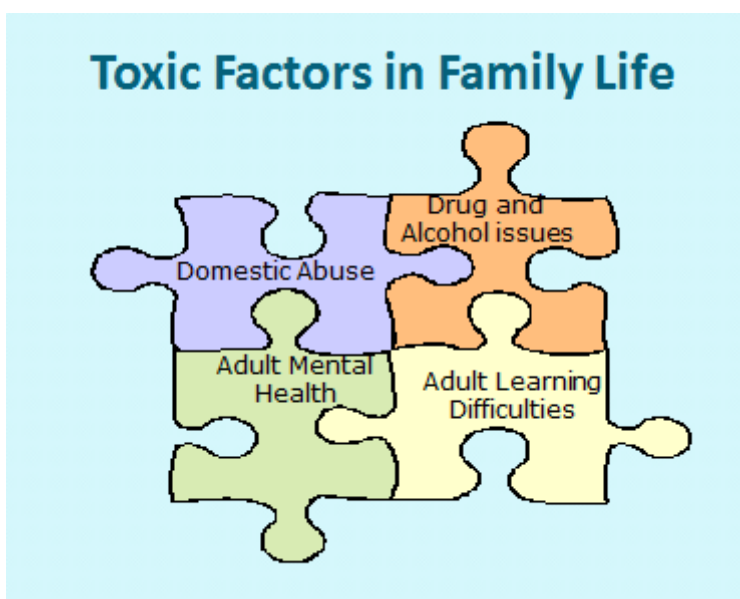 Toxic Factors in Family Life
Drug and
Alcohol issues
Domestic Abuse
Adult Mental
Health
Adult Learning
Difficulties